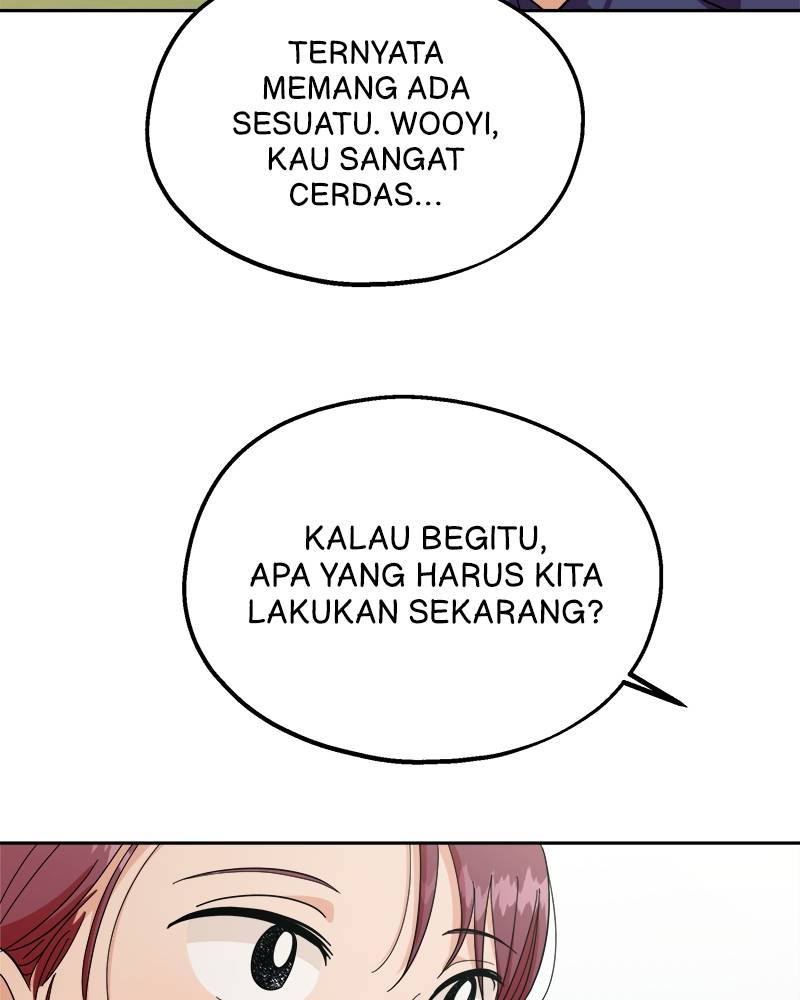 TERNYATA
MEMANG ADA
SESUATU. WOOYI,
KAU SANGAT
CERDAS...
KALAU BEGITU,
APA YANG HARUS KITA
LAKUKAN SEKARANG?